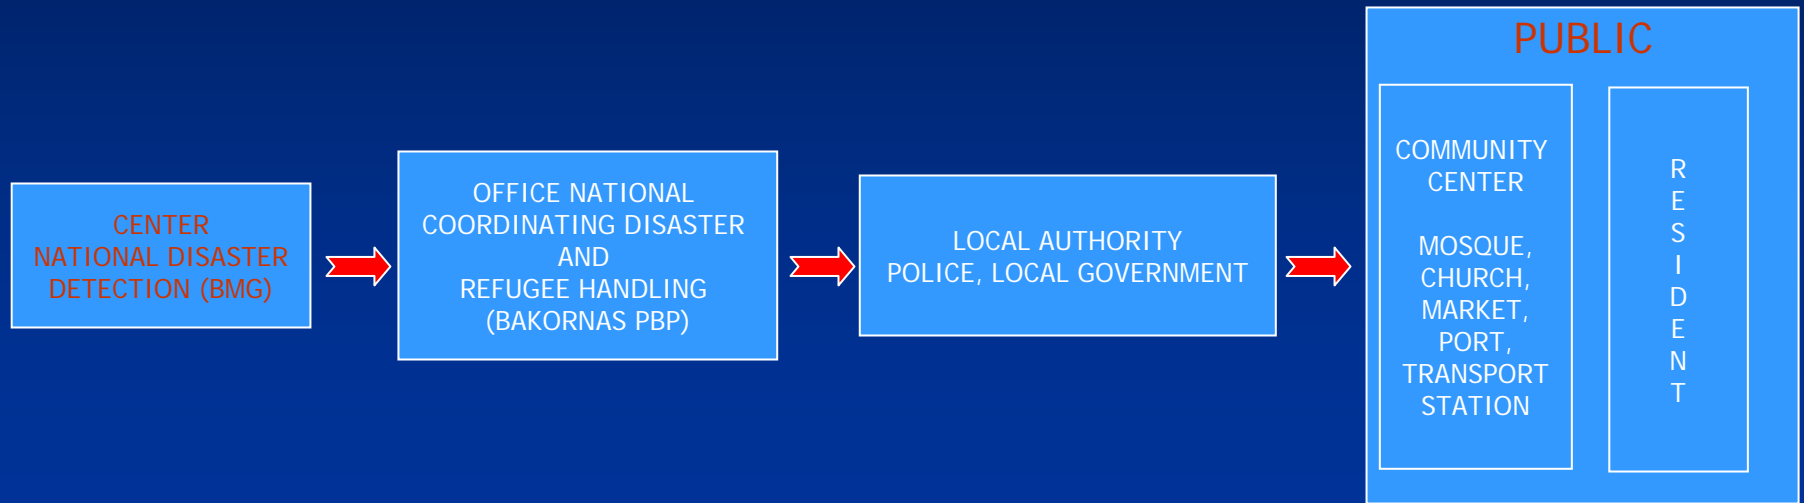 CENTER
NATIONAL DISASTER
DETECTION (BMG)
OFFICE NATIONAL
COORDINATING DISASTER
AND
REFUGEE HANDLING
(BAKORNAS PBP)
LOCAL AUTHORITY
POLICE, LOCAL GOVERNMENT
PUBLIC
COMMUNITY
CENTER
MOSQUE,
CHURCH,
MARKET,
PORT,
TRANSPORT
STATION
R
E
S
I
D
E
N
T